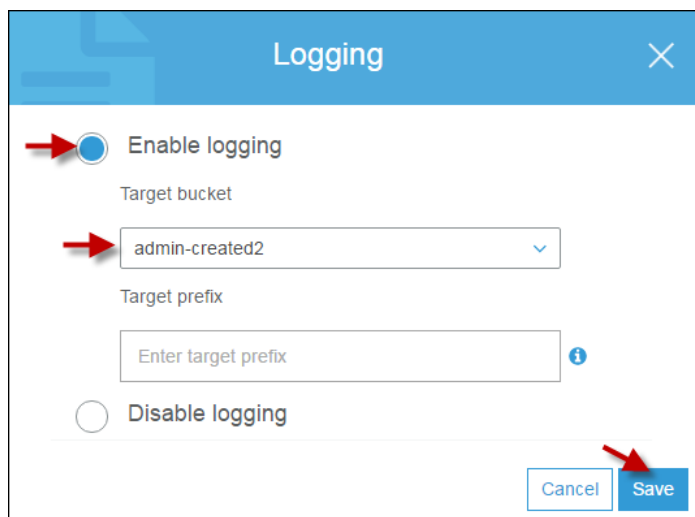 Logging
Enable logging
Target bucket
admin-created2
Target prefix
Enter target prefix
Disable logging
Cancel Save